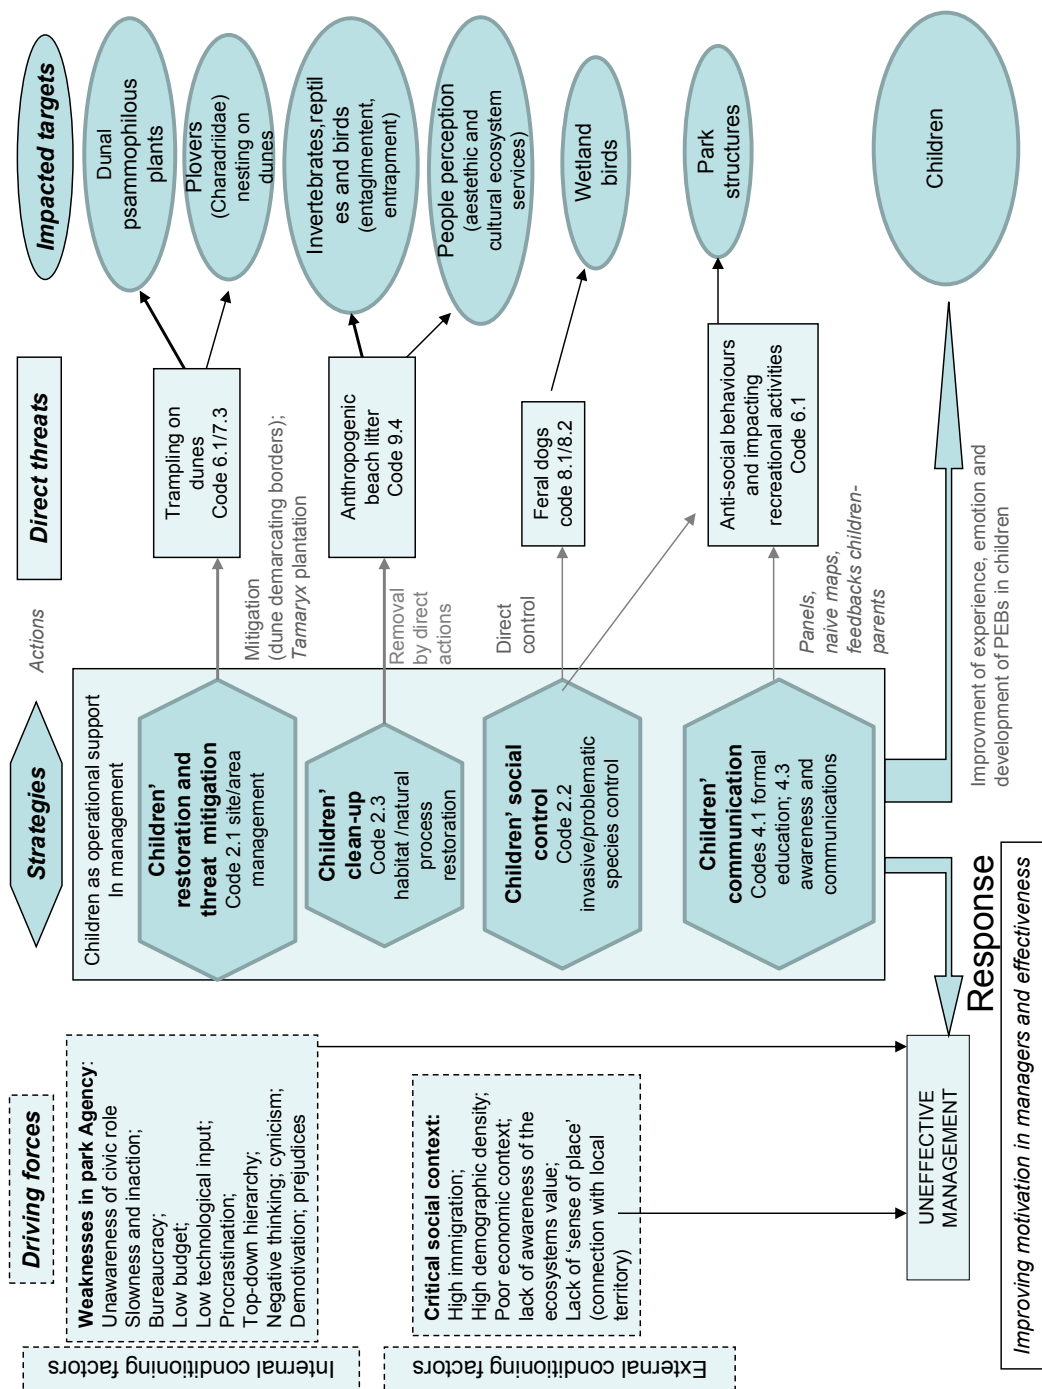 Driving forces
Strategies
Actions
Direct threats
Impacted targets
Internal conditioning factors
Weaknesses in park Agency:
Unawareness of civic role
Slowness and inaction;
Bureaucracy;
Low budget;
Low technological input;
Procrastination;
Top-down hierarchy;
Negative thinking; cynicism;
Demotivation; prejudices
External conditioning factors
Critical social context:
High immigration;
High demographic density;
Poor economic context;
lack of awareness of the
ecosystems value;
Lack of ‘sense of place’
(connection with local
territory)
UNEFFECTIVE
MANAGEMENT
Children as operational support
In management
Children’
restoration and
threat mitigation
Code 2.1 site/area
management
Children’
clean-up
Code 2.3
habitat /natural
process
restoration
Children’ social
control
Code 2.2
invasive/problematic
species control
Children’
communication
Codes 4.1 formal
education; 4.3
awareness and
communications
Mitigation
(dune demarcating borders);
Tamaryx plantation
Removal
by direct
actions
Direct
control
Panels,
naive maps,
feedbacks children-
parents
Trampling on
dunes
Code 6.1/7.3
Anthropogenic
beach litter
Code 9.4
Feral dogs
code 8.1/8.2
Anti-social behaviours
and impacting
recreational activities
Code 6.1
Dunal
psammophilous
plants
Plovers
(Charadriidae)
nesting on
dunes
Invertebrates,reptil
es and birds
(entaglmentent,
entrapment)
People perception
(aestethic and
cultural ecosystem
services)
Wetland
birds
Park
structures
Children
Improvment of experience, emotion and
development of PEBs in children
Response
Improving motivation in managers and effectiveness